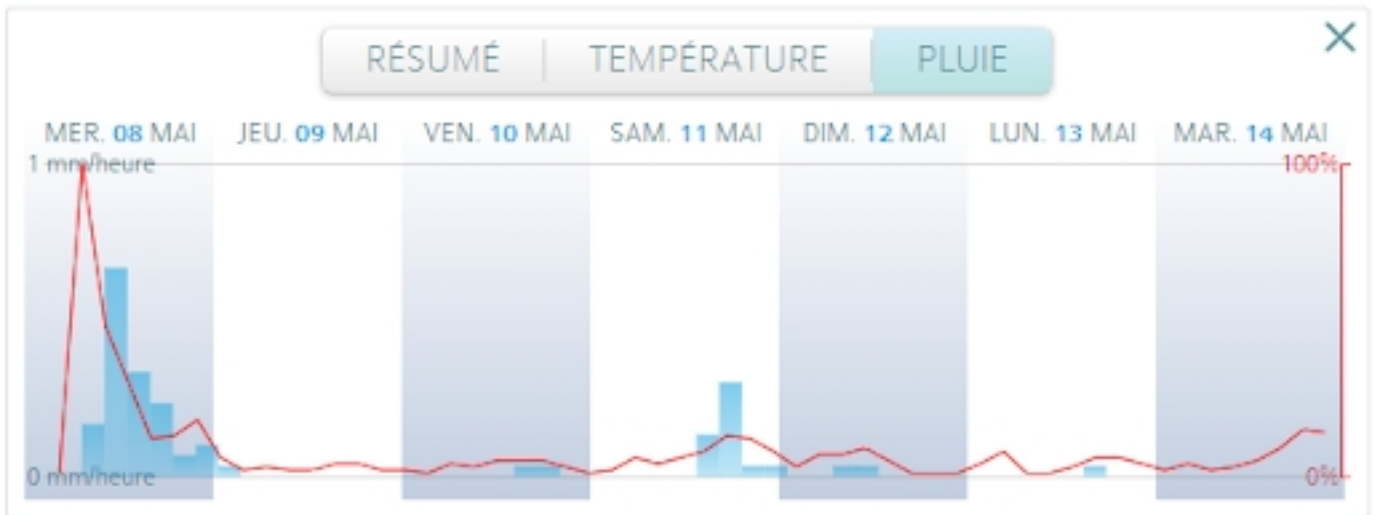 RÉSUMÉ TEMPÉRATURE PLUIE
MER. 08 MAI JEU. 09 MAI VEN. 10 MAI SAM. 11 MAI DIM. 12 MAI LUN. 13 MAI MAR. 14 MAI
1 mm/heure 100%
0 mm/heure 0%